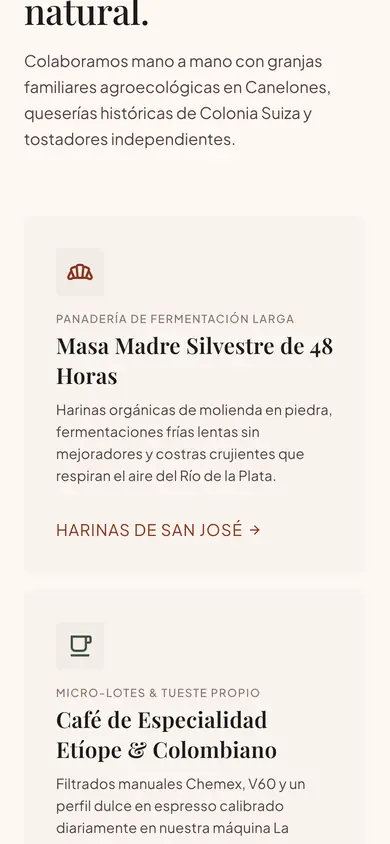 natural.
Colaboramos mano a mano con granjas
familiares agroecológicas en Canelones,
queserías históricas de Colonia Suiza y
tostadores independientes.
PANADERÍA DE FERMENTACIÓN LARGA
Masa Madre Silvestre de 48
Horas
Harinas orgánicas de molienda en piedra,
fermentaciones frías lentas sin
mejoradores y costras crujientes que
respiran el aire del Río de la Plata.
HARINAS DE SAN JOSÉ →
MICRO-LOTES & TUESTE PROPIO
Café de Especialidad
Etíope & Colombiano
Filtrados manuales Chemex, V60 y un
perfil dulce en espresso calibrado
diariamente en nuestra máquina La